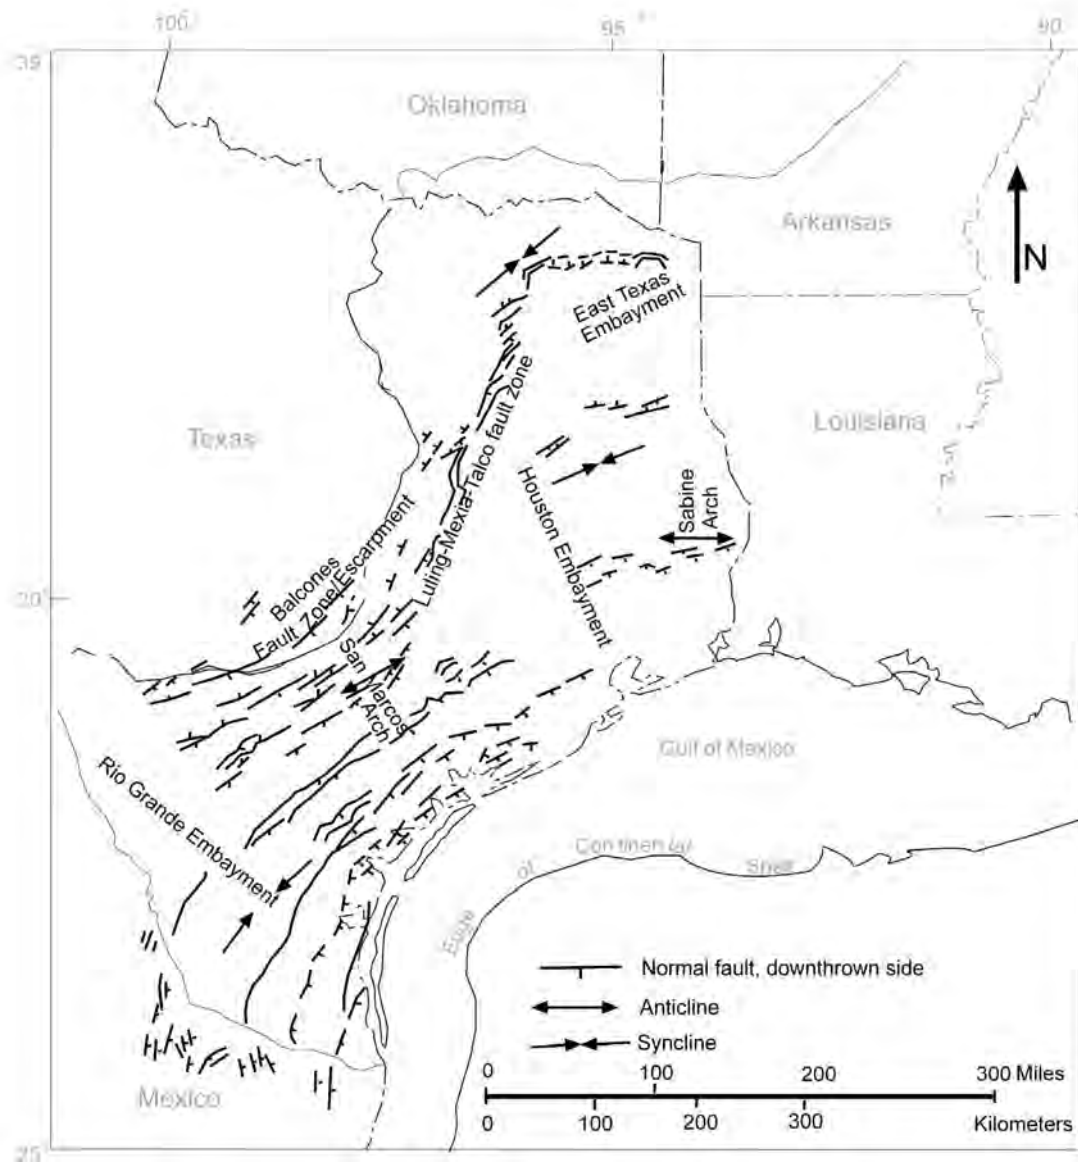 100
95
90
39
Oklahoma
Arkansas
N
East Texas
Embayment
Luling-Mexia-Talco fault zone
Texas
Louisiana
Houston Embayment
Sabine
Arch
Balcones
Fault Zone/Escarpment
San Marcos
Arch
Gulf of Mexico
Rio Grande Embayment
Edge
of
Continental
Shelf
Normal fault, downthrown side
Anticline
Syncline
0 100 200 300 Miles
0 100 200 300 Kilometers
Mexico
25